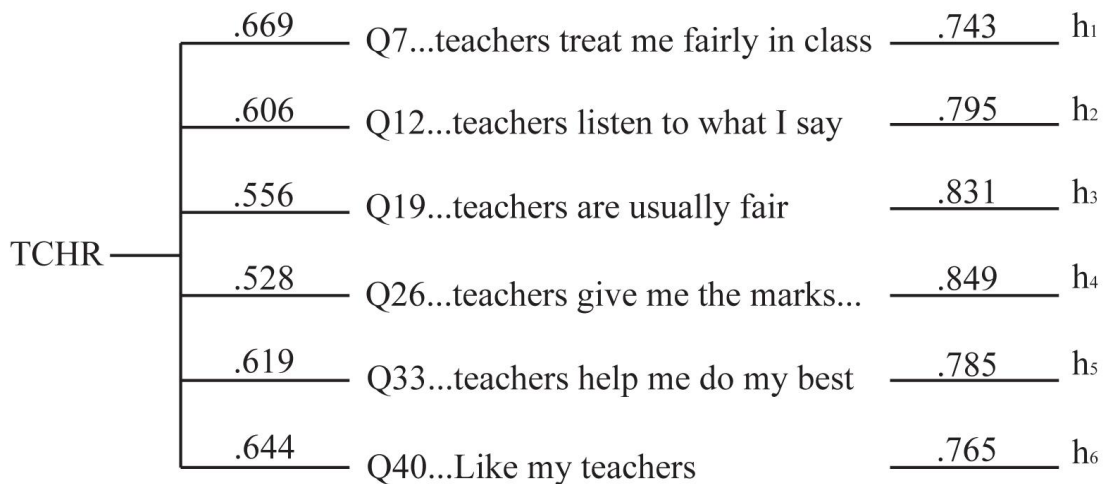 .669 Q7...teachers treat me fairly in class .743 h₁
.606 Q12...teachers listen to what I say .795 h₂
.556 Q19...teachers are usually fair .831 h₃
TCHR
.528 Q26...teachers give me the marks... .849 h₄
.619 Q33...teachers help me do my best .785 h₅
.644 Q40...Like my teachers .765 h₆